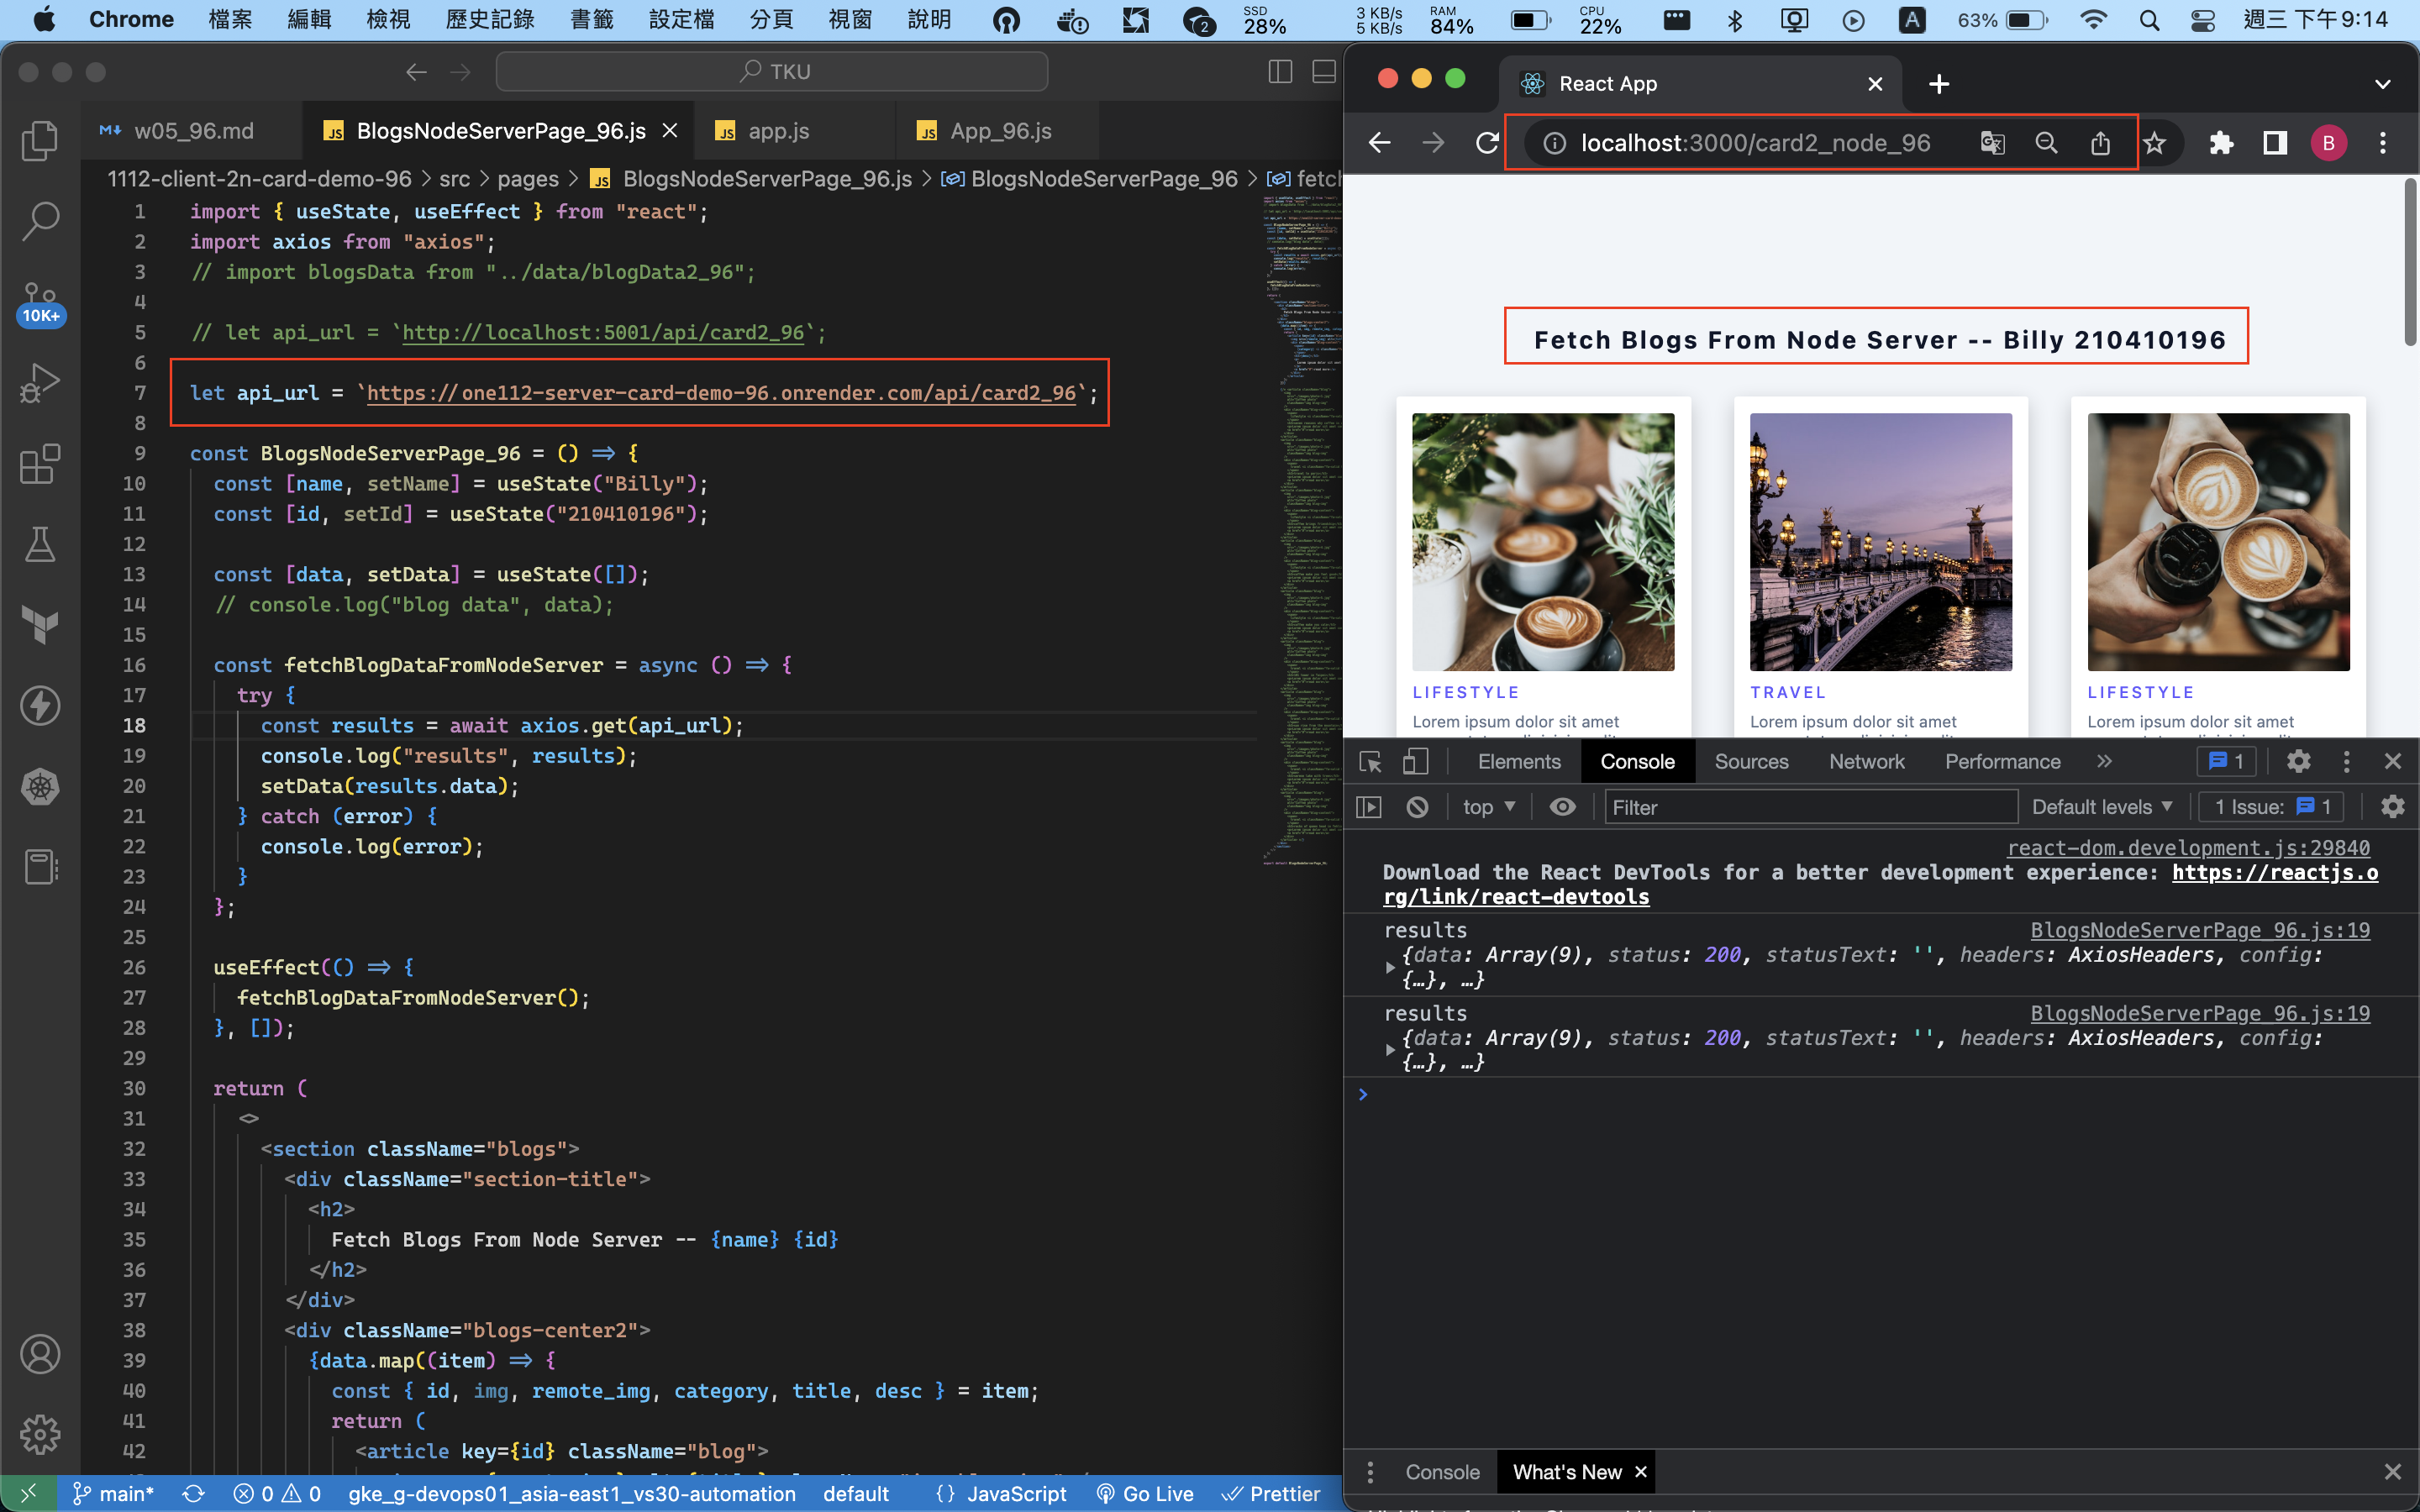 Chrome 檔案 編輯 檢視 歷史記錄 書籤 設定檔 分頁 視窗 說明 2 SSD 28% 3 KB/s 5 KB/s RAM 84% CPU 22% A 63% 週三 下午9:14
TKU
w05_96.md
JS BlogsNodeServerPage_96.js
JS app.js
JS App_96.js
1112-client-2n-card-demo-96 > src > pages > JS BlogsNodeServerPage_96.js > BlogsNodeServerPage_96 >
10K+
1 import { useState, useEffect } from "react";
2 import axios from "axios";
3 // import blogsData from "../data/blogData2_96";
4
5 // let api_url = `http://localhost:5001/api/card2_96`;
6
7 let api_url = `https://one112-server-card-demo-96.onrender.com/api/card2_96`;
8
9 const BlogsNodeServerPage_96 = () => {
10 const [name, setName] = useState("Billy");
11 const [id, setId] = useState("210410196");
12
13 const [data, setData] = useState([]);
14 // console.log("blog data", data);
15
16 const fetchBlogDataFromNodeServer = async () => {
17 try {
18 const results = await axios.get(api_url);
19 console.log("results", results);
20 setData(results.data);
21 } catch (error) {
22 console.log(error);
23 }
24 };
25
26 useEffect(() => {
27 fetchBlogDataFromNodeServer();
28 }, []);
29
30 return (
31 <>
32 <section className="blogs">
33 <div className="section-title">
34 <h2>
35 Fetch Blogs From Node Server -- {name} {id}
36 </h2>
37 </div>
38 <div className="blogs-center2">
39 {data.map((item) => {
40 const { id, img, remote_img, category, title, desc } = item;
41 return (
42 <article key={id} className="blog">
main* 0 0 gke_g-devops01_asia-east1_vs30-automation default {} JavaScript Go Live Prettier
React App
localhost:3000/card2_node_96
B
Fetch Blogs From Node Server -- Billy 210410196
LIFESTYLE
Lorem ipsum dolor sit amet
TRAVEL
Lorem ipsum dolor sit amet
LIFESTYLE
Lorem ipsum dolor sit amet
Elements Console Sources Network Performance » 1
top Filter Default levels 1 Issue: 1
react-dom.development.js:29840
Download the React DevTools for a better development experience: https://reactjs.o
rg/link/react-devtools
results BlogsNodeServerPage_96.js:19
{data: Array(9), status: 200, statusText: '', headers: AxiosHeaders, config:
{…}, …}
results BlogsNodeServerPage_96.js:19
{data: Array(9), status: 200, statusText: '', headers: AxiosHeaders, config:
{…}, …}
>
Console What's New